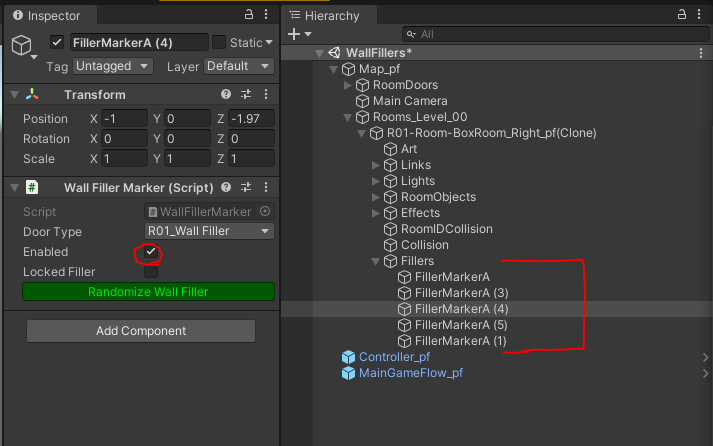 Inspector
FillerMarkerA (4)
Static
Tag Untagged Layer Default
Transform
Position X -1 Y 0 Z -1.97
Rotation X 0 Y 0 Z 0
Scale X 1 Y 1 Z 1
Wall Filler Marker (Script)
Script WallFillerMarker
Door Type R01_Wall Filler
Enabled
Locked Filler
Randomize Wall Filler
Add Component
Hierarchy
All
WallFillers*
Map_pf
RoomDoors
Main Camera
Rooms_Level_00
R01-Room-BoxRoom_Right_pf(Clone)
Art
Links
Lights
RoomObjects
Effects
RoomIDCollision
Collision
Fillers
FillerMarkerA
FillerMarkerA (3)
FillerMarkerA (4)
FillerMarkerA (5)
FillerMarkerA (1)
Controller_pf
MainGameFlow_pf